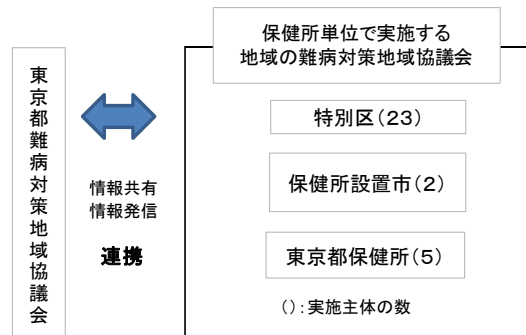 東京都難病対策地域協議会
情報共有
情報発信
連携
保健所単位で実施する
地域の難病対策地域協議会
特別区（23）
保健所設置市（2）
東京都保健所（5）
（）：実施主体の数